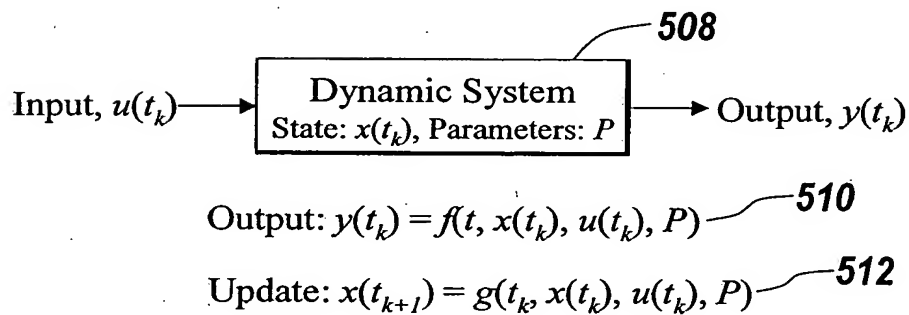 508
Input, u(t_k)
Dynamic System
Output, y(t_k)
State: x(t_k), Parameters: P
Output: y(t_k) = f(t, x(t_k), u(t_k), P) 510
Update: x(t_{k+1}) = g(t_k, x(t_k), u(t_k), P) 512